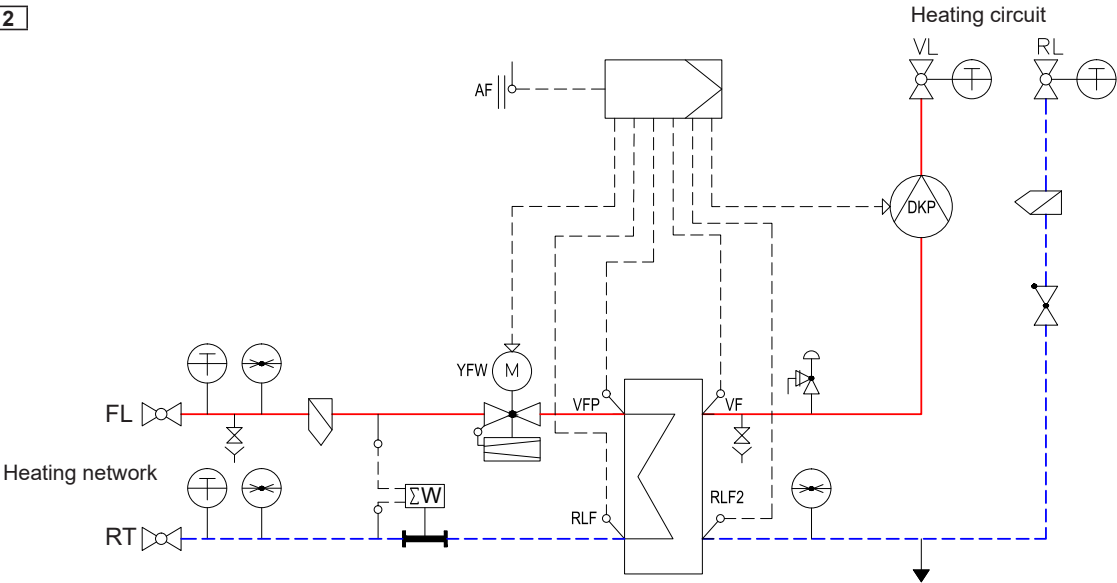 2
Heating circuit
VL
RL
T
T
AF
DKP
YFW
M
T
FL
VFP
VF
Heating network
T
ΣW
RLF
RLF2
RT